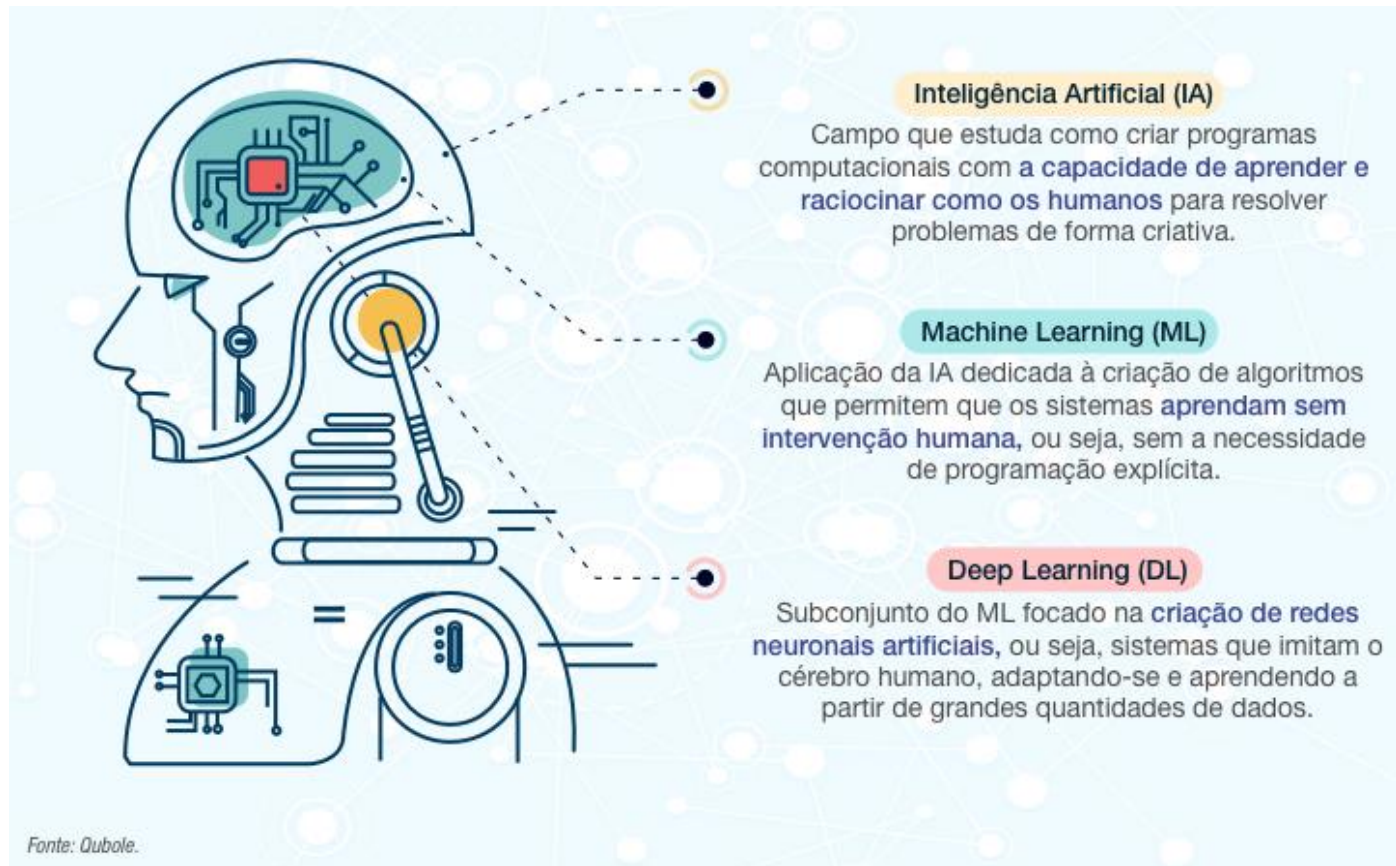 Inteligência Artificial (IA)
Campo que estuda como criar programas
computacionais com a capacidade de aprender e
raciocinar como os humanos para resolver
problemas de forma criativa.
Machine Learning (ML)
Aplicação da IA dedicada à criação de algoritmos
que permitem que os sistemas aprendam sem
intervenção humana, ou seja, sem a necessidade
de programação explícita.
Deep Learning (DL)
Subconjunto do ML focado na criação de redes
neuronais artificiais, ou seja, sistemas que imitam o
cérebro humano, adaptando-se e aprendendo a
partir de grandes quantidades de dados.
Fonte: Qubole.